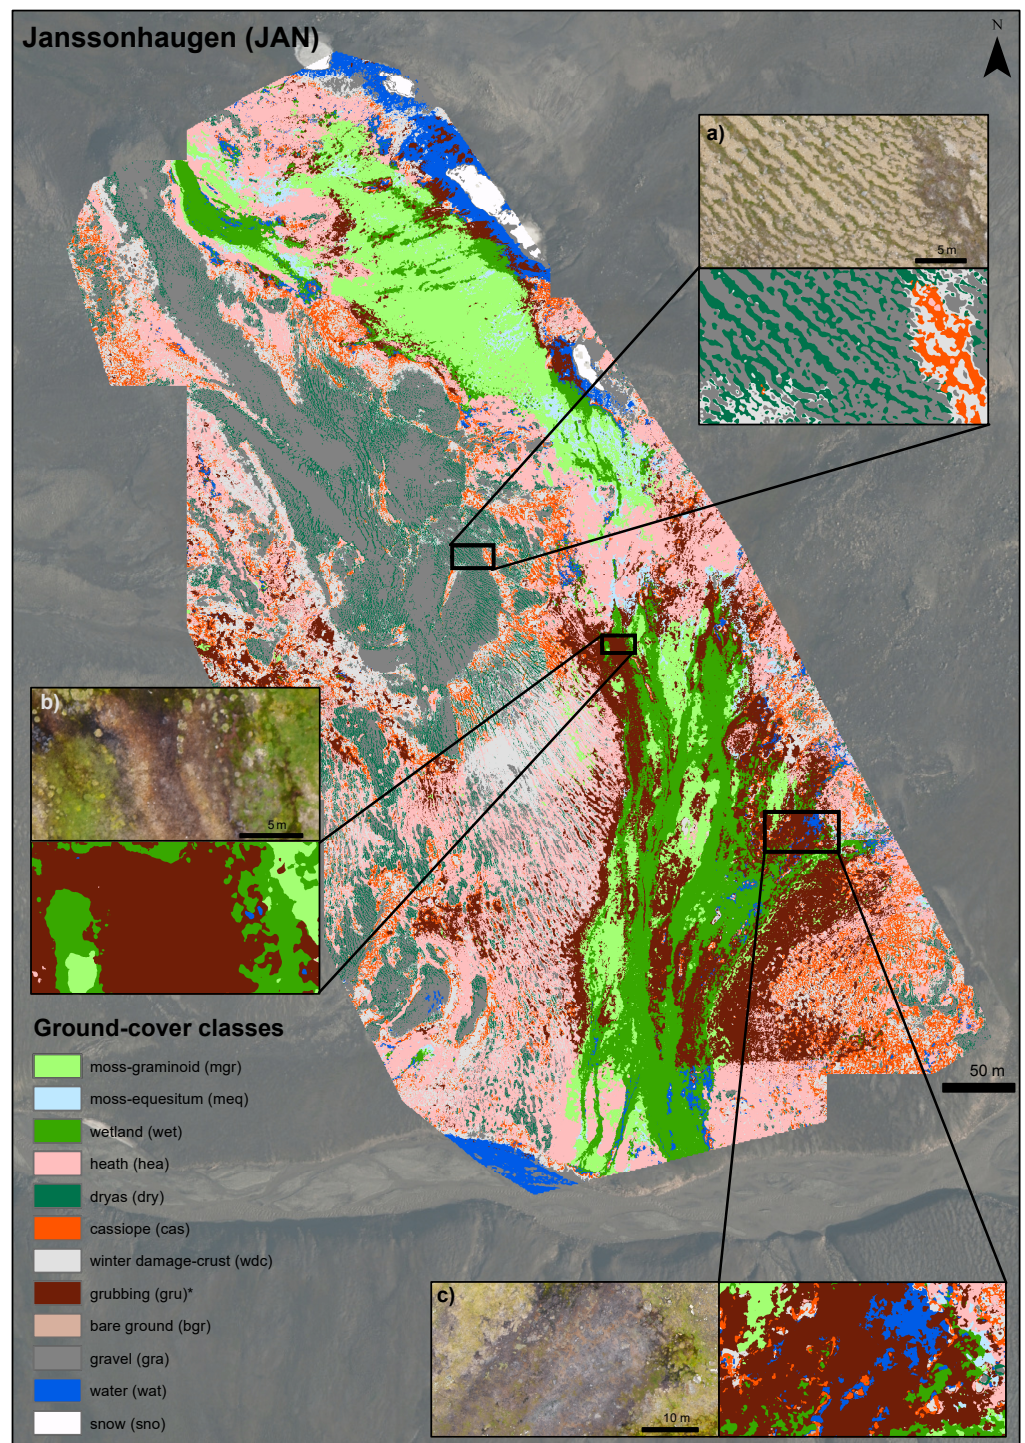 Janssonhaugen (JAN)
N
a)
5 m
b)
5 m
Ground-cover classes
moss-graminoid (mgr)
moss-equesitum (meq)
wetland (wet)
heath (hea)
dryas (dry)
cassiope (cas)
winter damage-crust (wdc)
grubbing (gru)*
bare ground (bgr)
gravel (gra)
water (wat)
snow (sno)
50 m
c)
10 m